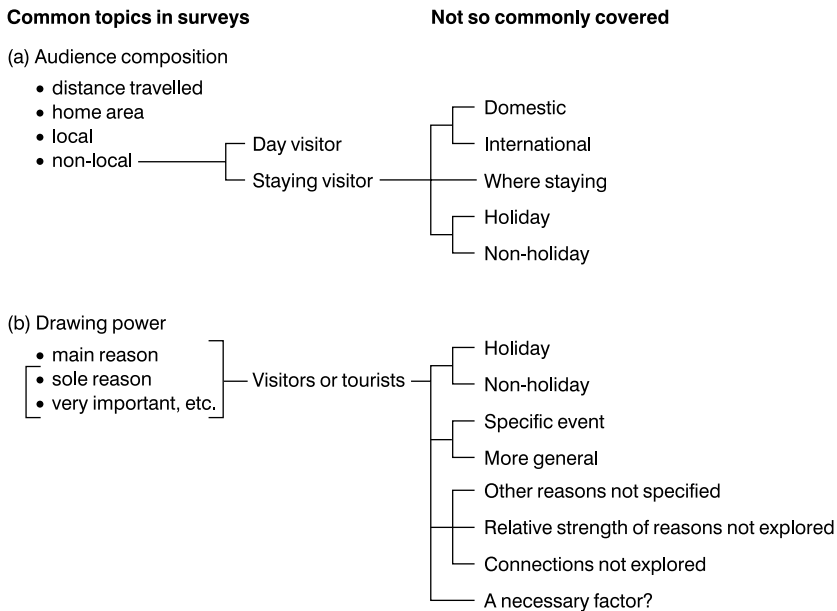 Common topics in surveys
Not so commonly covered
(a) Audience composition
• distance travelled
• home area
• local
• non-local
Day visitor
Staying visitor
Domestic
International
Where staying
Holiday
Non-holiday
(b) Drawing power
• main reason
• sole reason
• very important, etc.
Visitors or tourists
Holiday
Non-holiday
Specific event
More general
Other reasons not specified
Relative strength of reasons not explored
Connections not explored
A necessary factor?